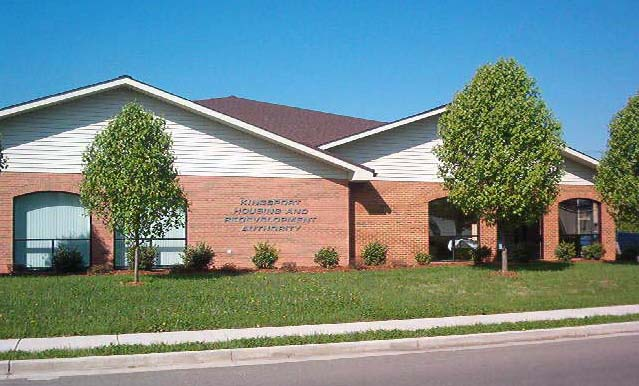 KINGSPORT
HOUSING AND
REDEVELOPMENT
AUTHORITY